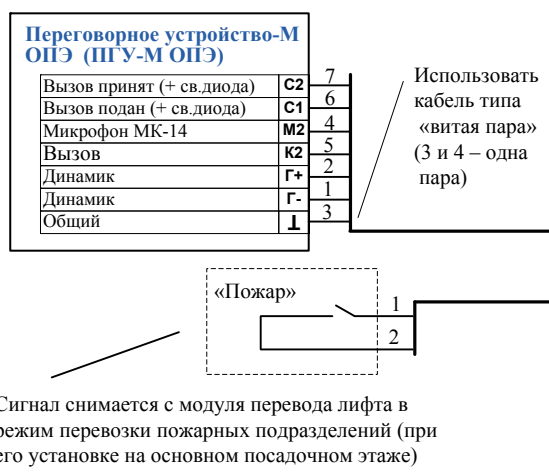 Переговорное устройство-М
ОПЭ (ПГУ-М ОПЭ)
Вызов принят (+ св.диода) С2 7
Вызов подан (+ св.диода) С1 6
Микрофон МК-14 М2 4
Вызов К2 5
Динамик Г+ 2
Динамик Г- 1
Общий ⊥ 3
Использовать
кабель типа
«витая пара»
(3 и 4 – одна
пара)
«Пожар»
1
2
Сигнал снимается с модуля перевода лифта в
режим перевозки пожарных подразделений (при
его установке на основном посадочном этаже)